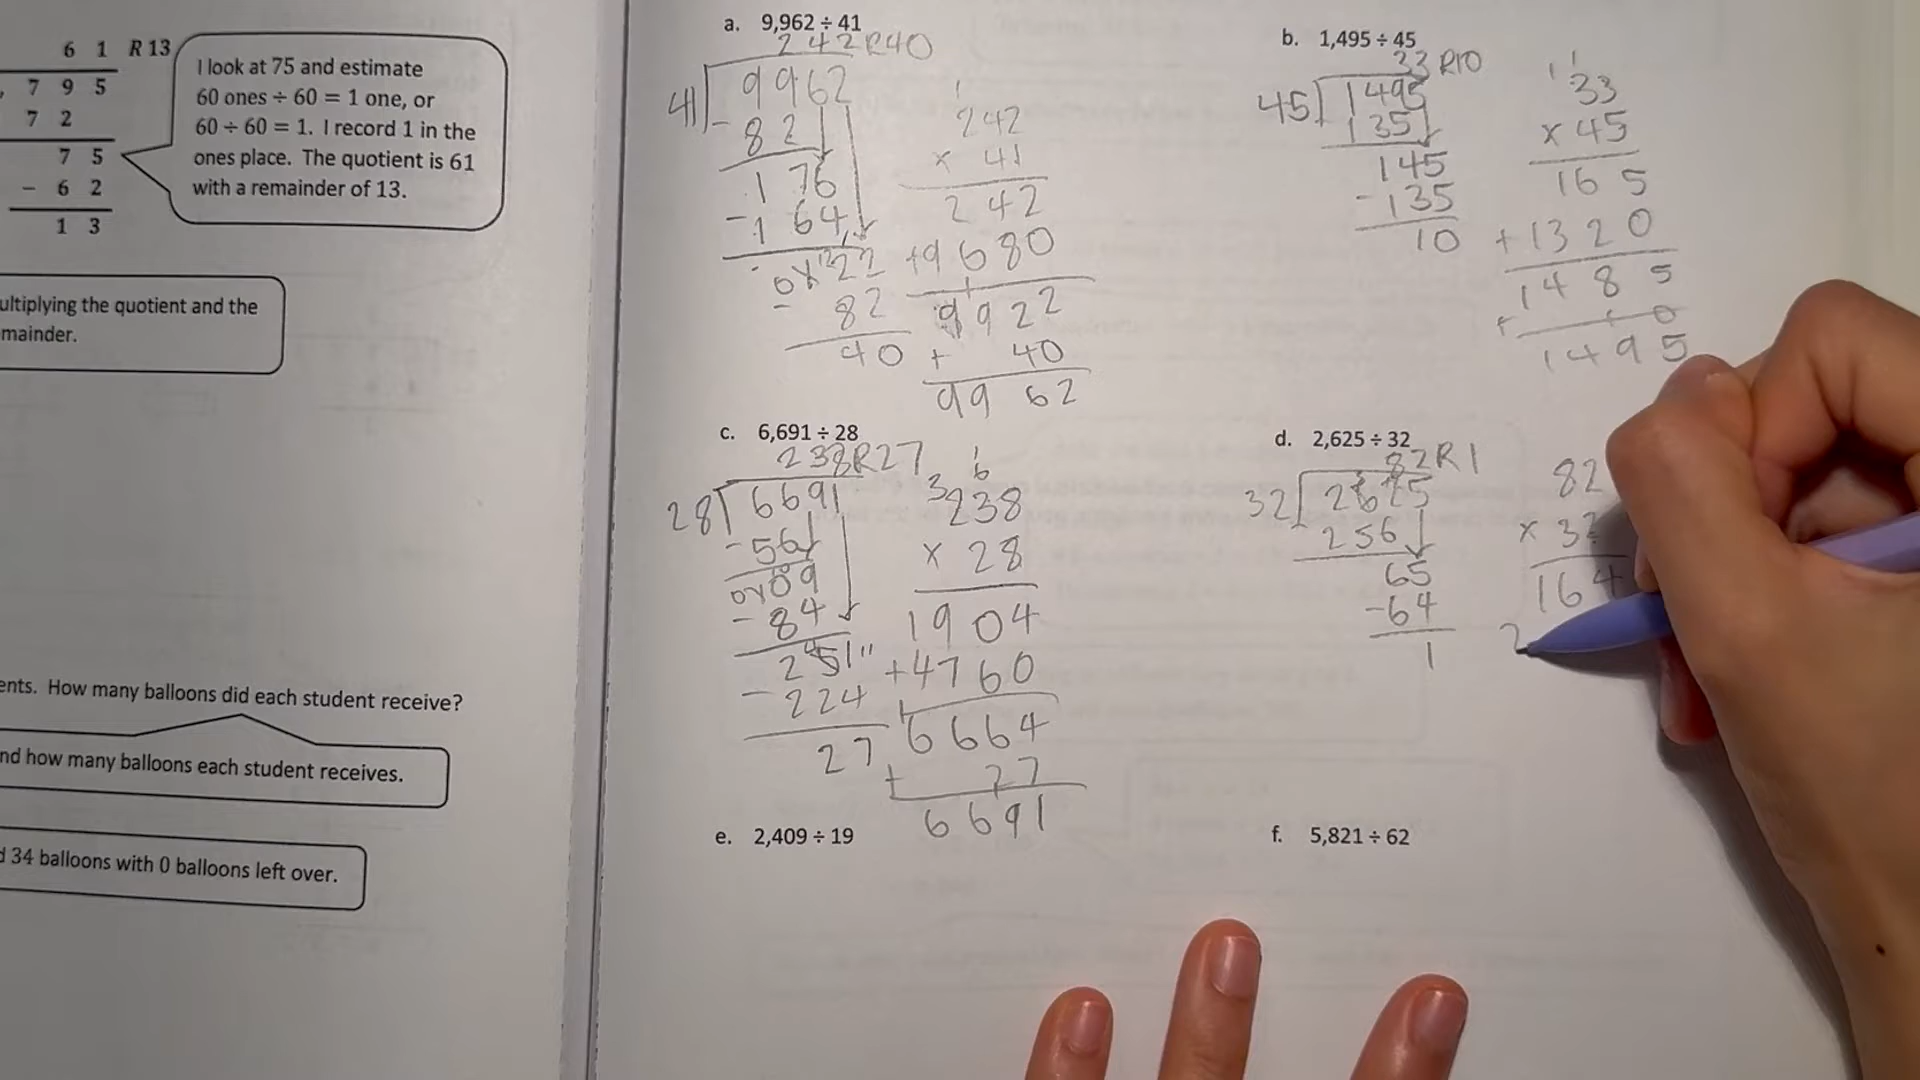 6 1 R 13
7 9 5
7 2
7 5
– 6 2
1 3
I look at 75 and estimate
60 ones ÷ 60 = 1 one, or
60 ÷ 60 = 1. I record 1 in the
ones place. The quotient is 61
with a remainder of 13.
multiplying the quotient and the
mainder.
ents. How many balloons did each student receive?
nd how many balloons each student receives.
d 34 balloons with 0 balloons left over.
a. 9,962 ÷ 41
242R40
41 9962
- 82
176
- 164
22
- 82
40
242
x 41
242
+9680
9922
+ 40
9962
b. 1,495 ÷ 45
33 R10
45 1495
135
145
-135
10
1 1
33
x 45
165
+1320
1485
+ 10
1495
c. 6,691 ÷ 28
238R27
28 6691
-56
09
- 84
251
- 224
27
238
x 28
1904
+4760
6664
+ 27
6691
d. 2,625 ÷ 32
82R1
32 2625
256
65
-64
1
82
x 32
164
2
e. 2,409 ÷ 19
f. 5,821 ÷ 62